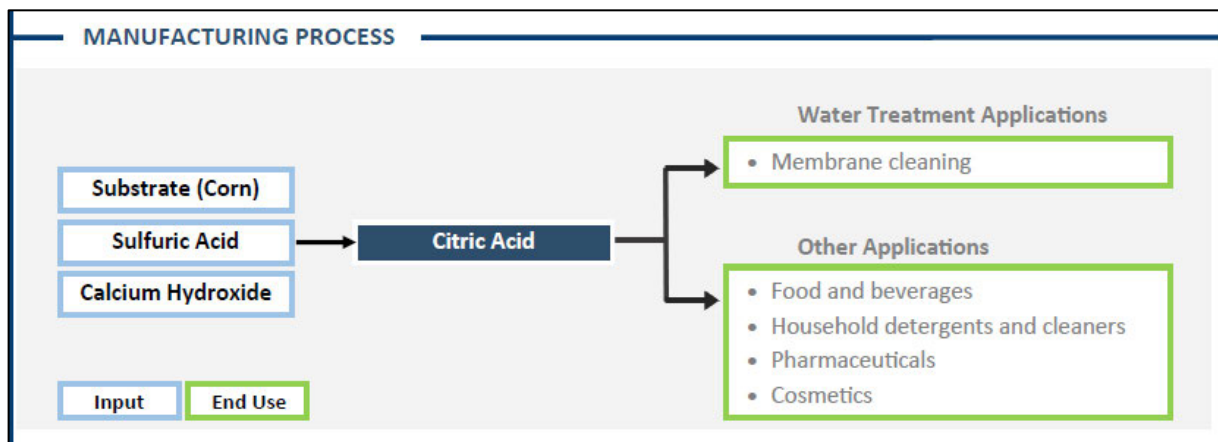 MANUFACTURING PROCESS
Substrate (Corn)
Sulfuric Acid
Calcium Hydroxide
Citric Acid
Water Treatment Applications
• Membrane cleaning
Other Applications
• Food and beverages
• Household detergents and cleaners
• Pharmaceuticals
• Cosmetics
Input
End Use